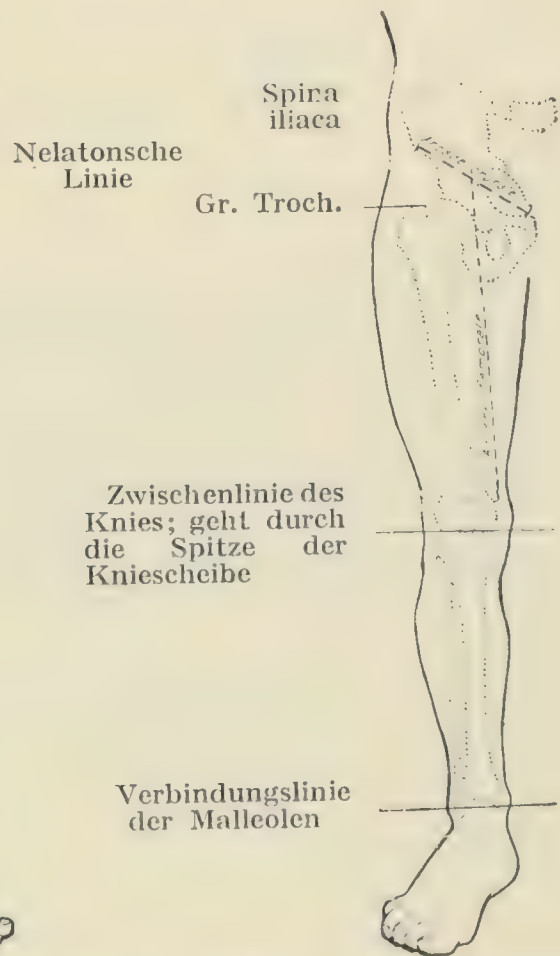 Spina
iliaca
Nelatonsche
Linie
Gr. Troch.
Zwischenlinie des
Knies; geht durch
die Spitze der
Kniescheibe
Verbindungslinie
der Malleolen